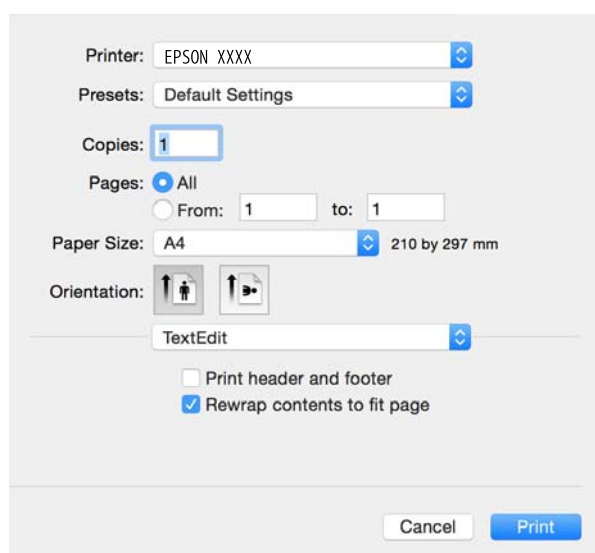 Printer: EPSON XXXX
Presets: Default Settings
Copies: 1
Pages: All
From: 1 to: 1
Paper Size: A4 210 by 297 mm
Orientation:
TextEdit
Print header and footer
Rewrap contents to fit page
Cancel Print